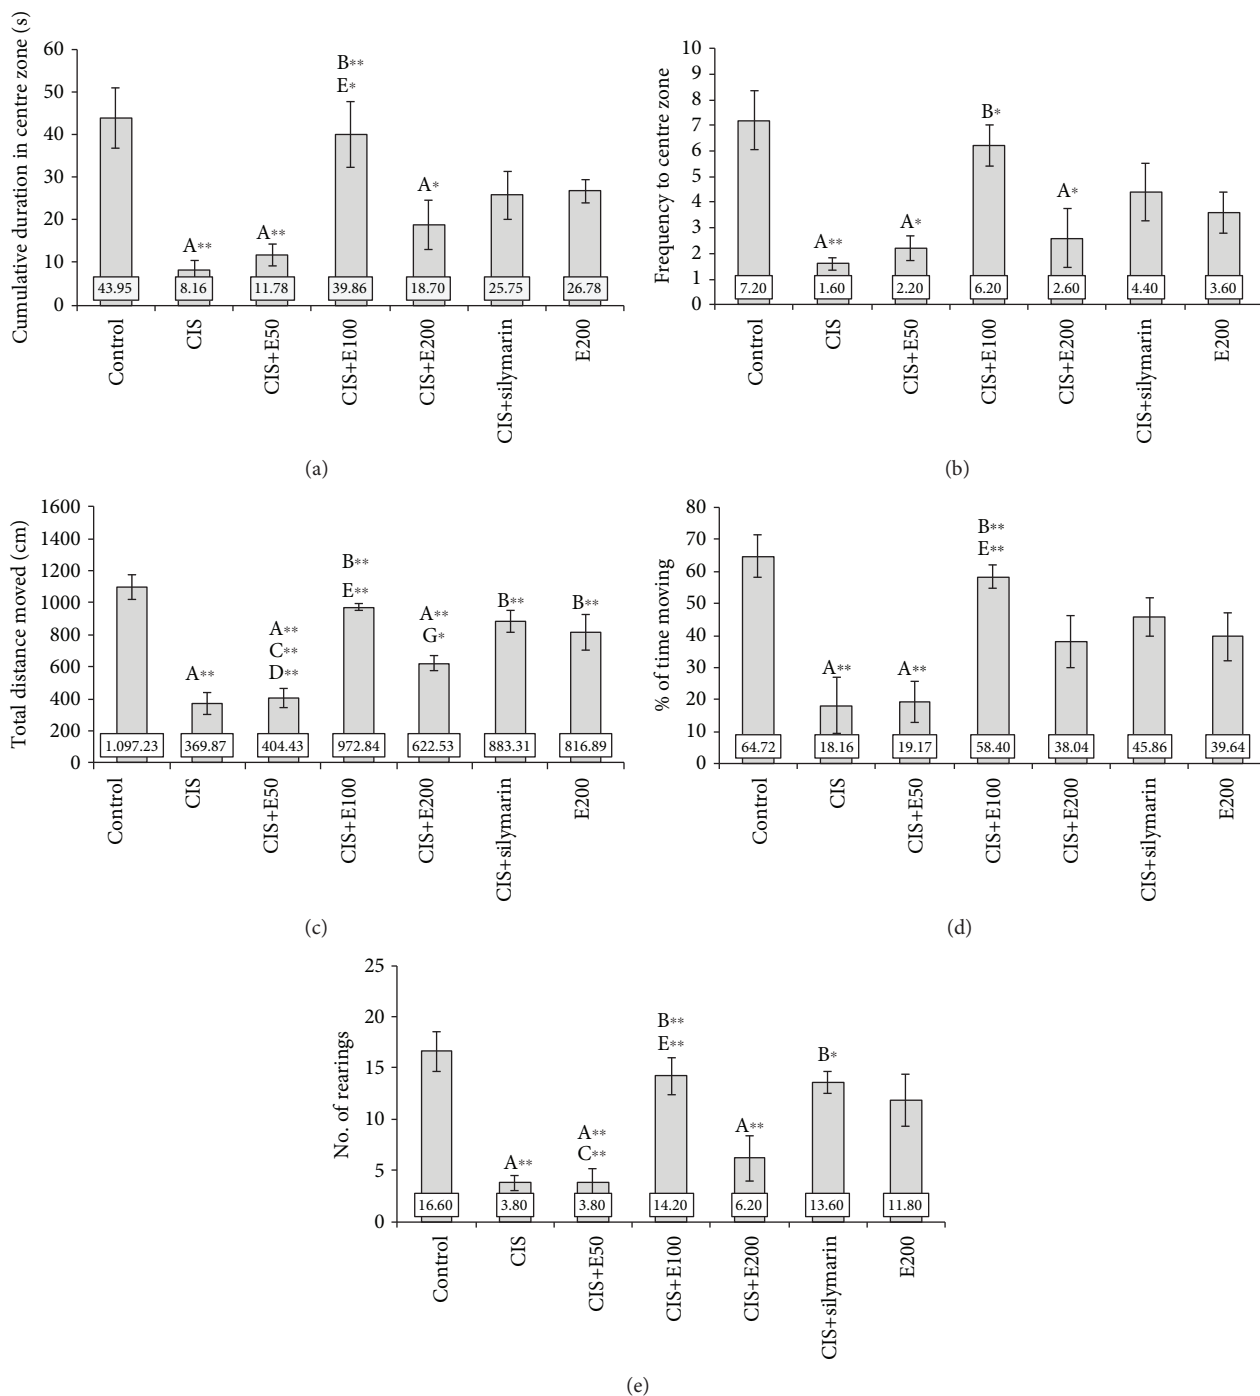 Cumulative duration in centre zone (s)
60
50
40
30
20
10
0
A**
A**
B**
E*
A*
43.95 8.16 11.78 39.86 18.70 25.75 26.78
Control CIS CIS+E50 CIS+E100 CIS+E200 CIS+silymarin E200
(a)
Frequency to centre zone
10
9
8
7
6
5
4
3
2
1
0
A**
A*
B*
A*
7.20 1.60 2.20 6.20 2.60 4.40 3.60
Control CIS CIS+E50 CIS+E100 CIS+E200 CIS+silymarin E200
(b)
Total distance moved (cm)
1600
1400
1200
1000
800
600
400
200
0
A**
A**
C**
D**
B**
E**
A**
G*
B**
B**
1.097.23 369.87 404.43 972.84 622.53 883.31 816.89
Control CIS CIS+E50 CIS+E100 CIS+E200 CIS+silymarin E200
(c)
% of time moving
80
70
60
50
40
30
20
10
0
A**
A**
B**
E**
64.72 18.16 19.17 58.40 38.04 45.86 39.64
Control CIS CIS+E50 CIS+E100 CIS+E200 CIS+silymarin E200
(d)
No. of rearings
25
20
15
10
5
0
A**
A**
C**
B**
E**
A**
B*
16.60 3.80 3.80 14.20 6.20 13.60 11.80
Control CIS CIS+E50 CIS+E100 CIS+E200 CIS+silymarin E200
(e)